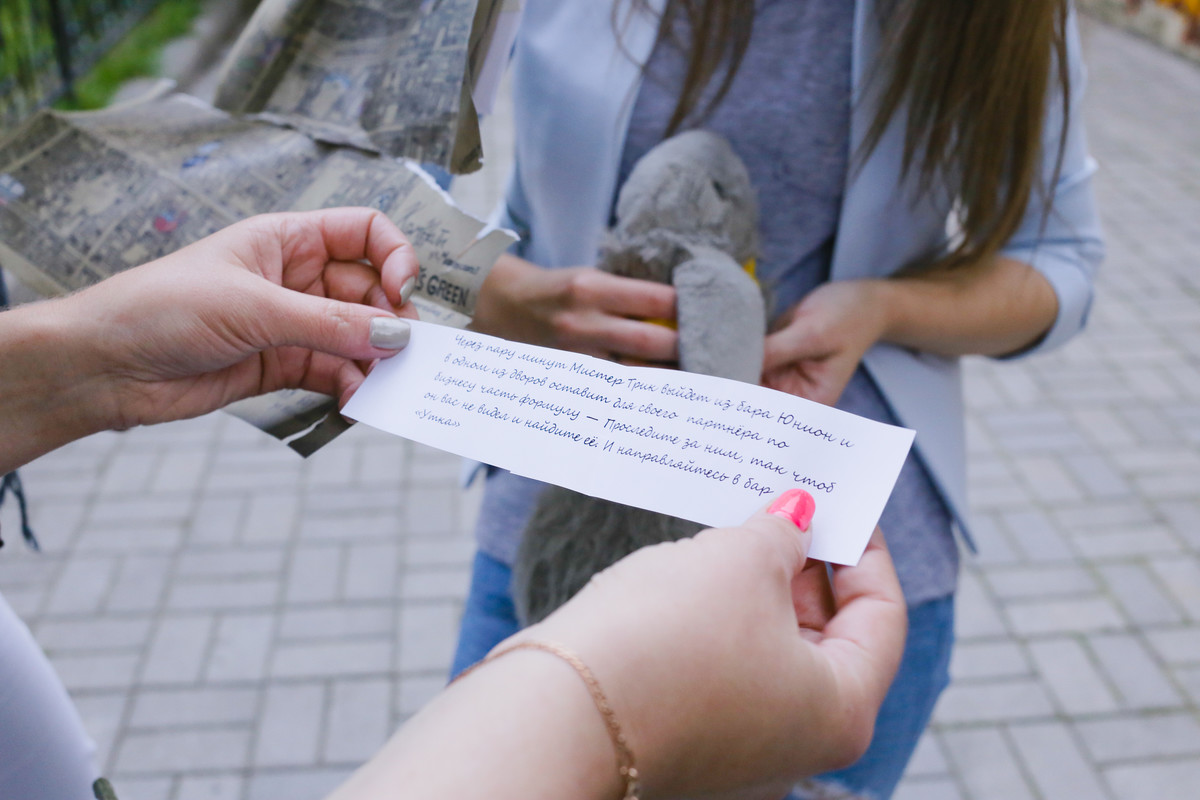 'S GREEN
Через пару минут Мистер Трик выйдет из бара Юнион и
в одном из дворов оставит для своего партнёра по
бизнесу часть формулу — Проследите за ним, так чтоб
он вас не видел и найдите её. И направляйтесь в бар
«Утка»